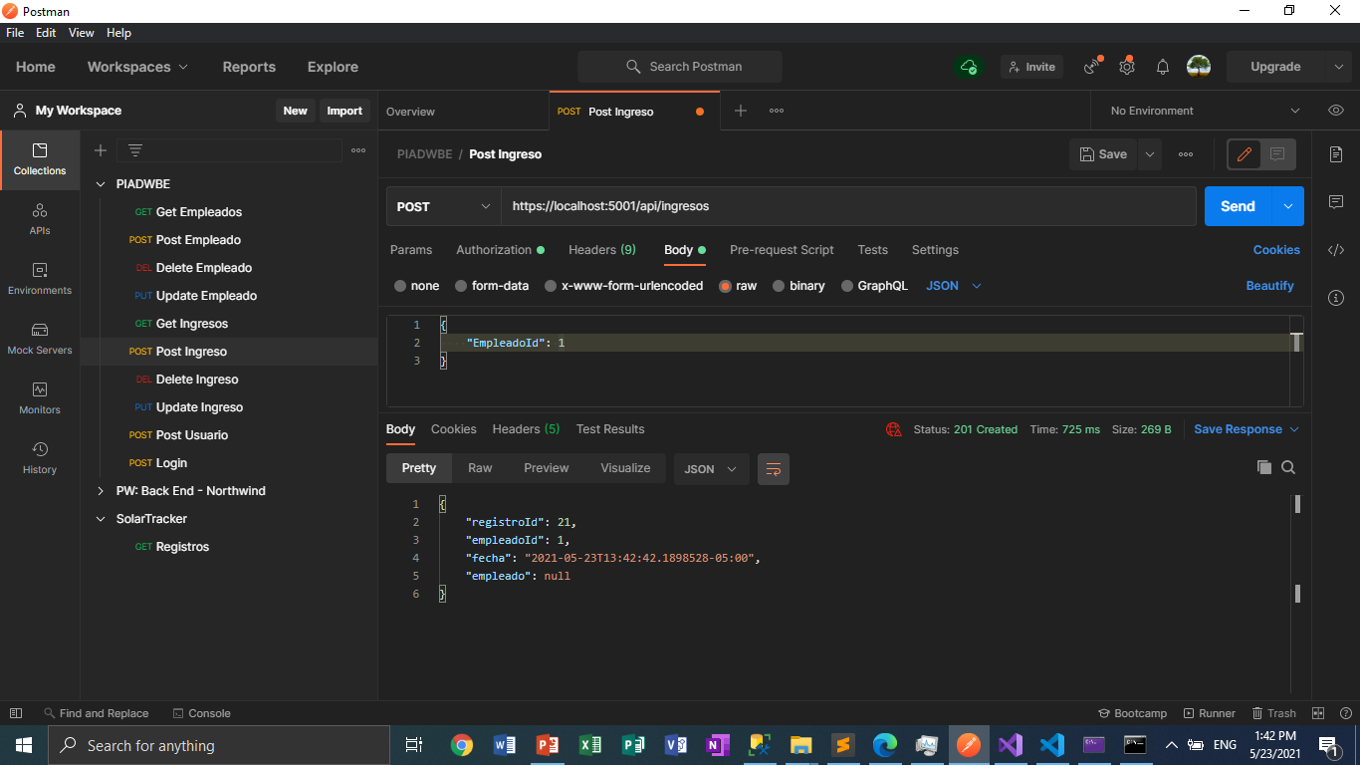 Postman
File Edit View Help
Home Workspaces Reports Explore Search Postman Invite Upgrade
My Workspace New Import Overview POST Post Ingreso No Environment
Collections
APIs
Environments
Mock Servers
Monitors
History
PIADWBE
GET Get Empleados
POST Post Empleado
DEL Delete Empleado
PUT Update Empleado
GET Get Ingresos
POST Post Ingreso
DEL Delete Ingreso
PUT Update Ingreso
POST Post Usuario
POST Login
PW: Back End - Northwind
SolarTracker
GET Registros
PIADWBE / Post Ingreso Save
POST https://localhost:5001/api/ingresos Send
Params Authorization Headers (9) Body Pre-request Script Tests Settings Cookies
none form-data x-www-form-urlencoded raw binary GraphQL JSON Beautify
1 {
2 "EmpleadoId": 1
3 }
Body Cookies Headers (5) Test Results Status: 201 Created Time: 725 ms Size: 269 B Save Response
Pretty Raw Preview Visualize JSON
1 {
2 "registroId": 21,
3 "empleadoId": 1,
4 "fecha": "2021-05-23T13:42:42.1898528-05:00",
5 "empleado": null
6 }
Find and Replace Console Bootcamp Runner Trash
Search for anything ENG 1:42 PM
5/23/2021 1